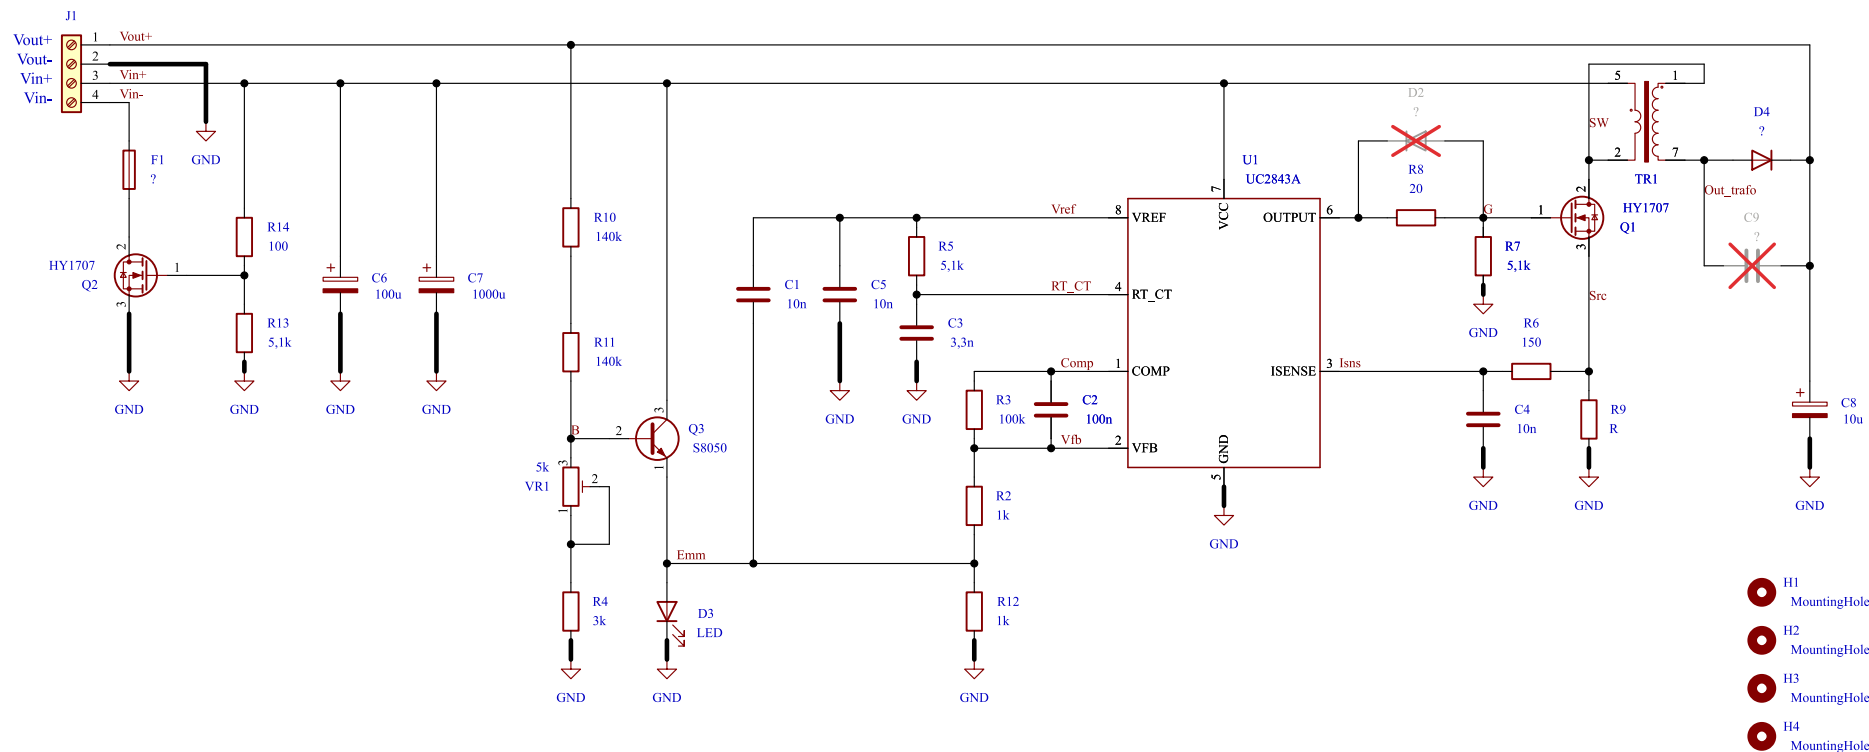 J1
Vout+ 1 Vout+
Vout- 2
Vin+ 3 Vin+
Vin- 4 Vin-
GND
F1
?
HY1707
Q2
2
1
3
GND
R14
100
R13
5,1k
GND
+
C6
100u
GND
+
C7
1000u
GND
R10
140k
R11
140k
B
2
3
1
Q3
S8050
5k
VR1
3
2
1
R4
3k
GND
Emm
D3
LED
GND
C1
10n
C5
10n
GND
Vref
R5
5,1k
RT_CT
C3
3,3n
GND
Comp
R3
100k
C2
100n
Vfb
R2
1k
R12
1k
GND
U1
UC2843A
7
VCC
8 VREF
4 RT_CT
1 COMP
2 VFB
OUTPUT 6
ISENSE 3 Isns
GND
5
GND
D2
?
R8
20
G
1
R7
5,1k
GND
R6
150
C4
10n
GND
SW
2
HY1707
Q1
3
Src
R9
R
GND
5 1
2 7
TR1
Out_trafo
D4
?
C9
?
+
C8
10u
GND
H1
MountingHole
H2
MountingHole
H3
MountingHole
H4
MountingHole